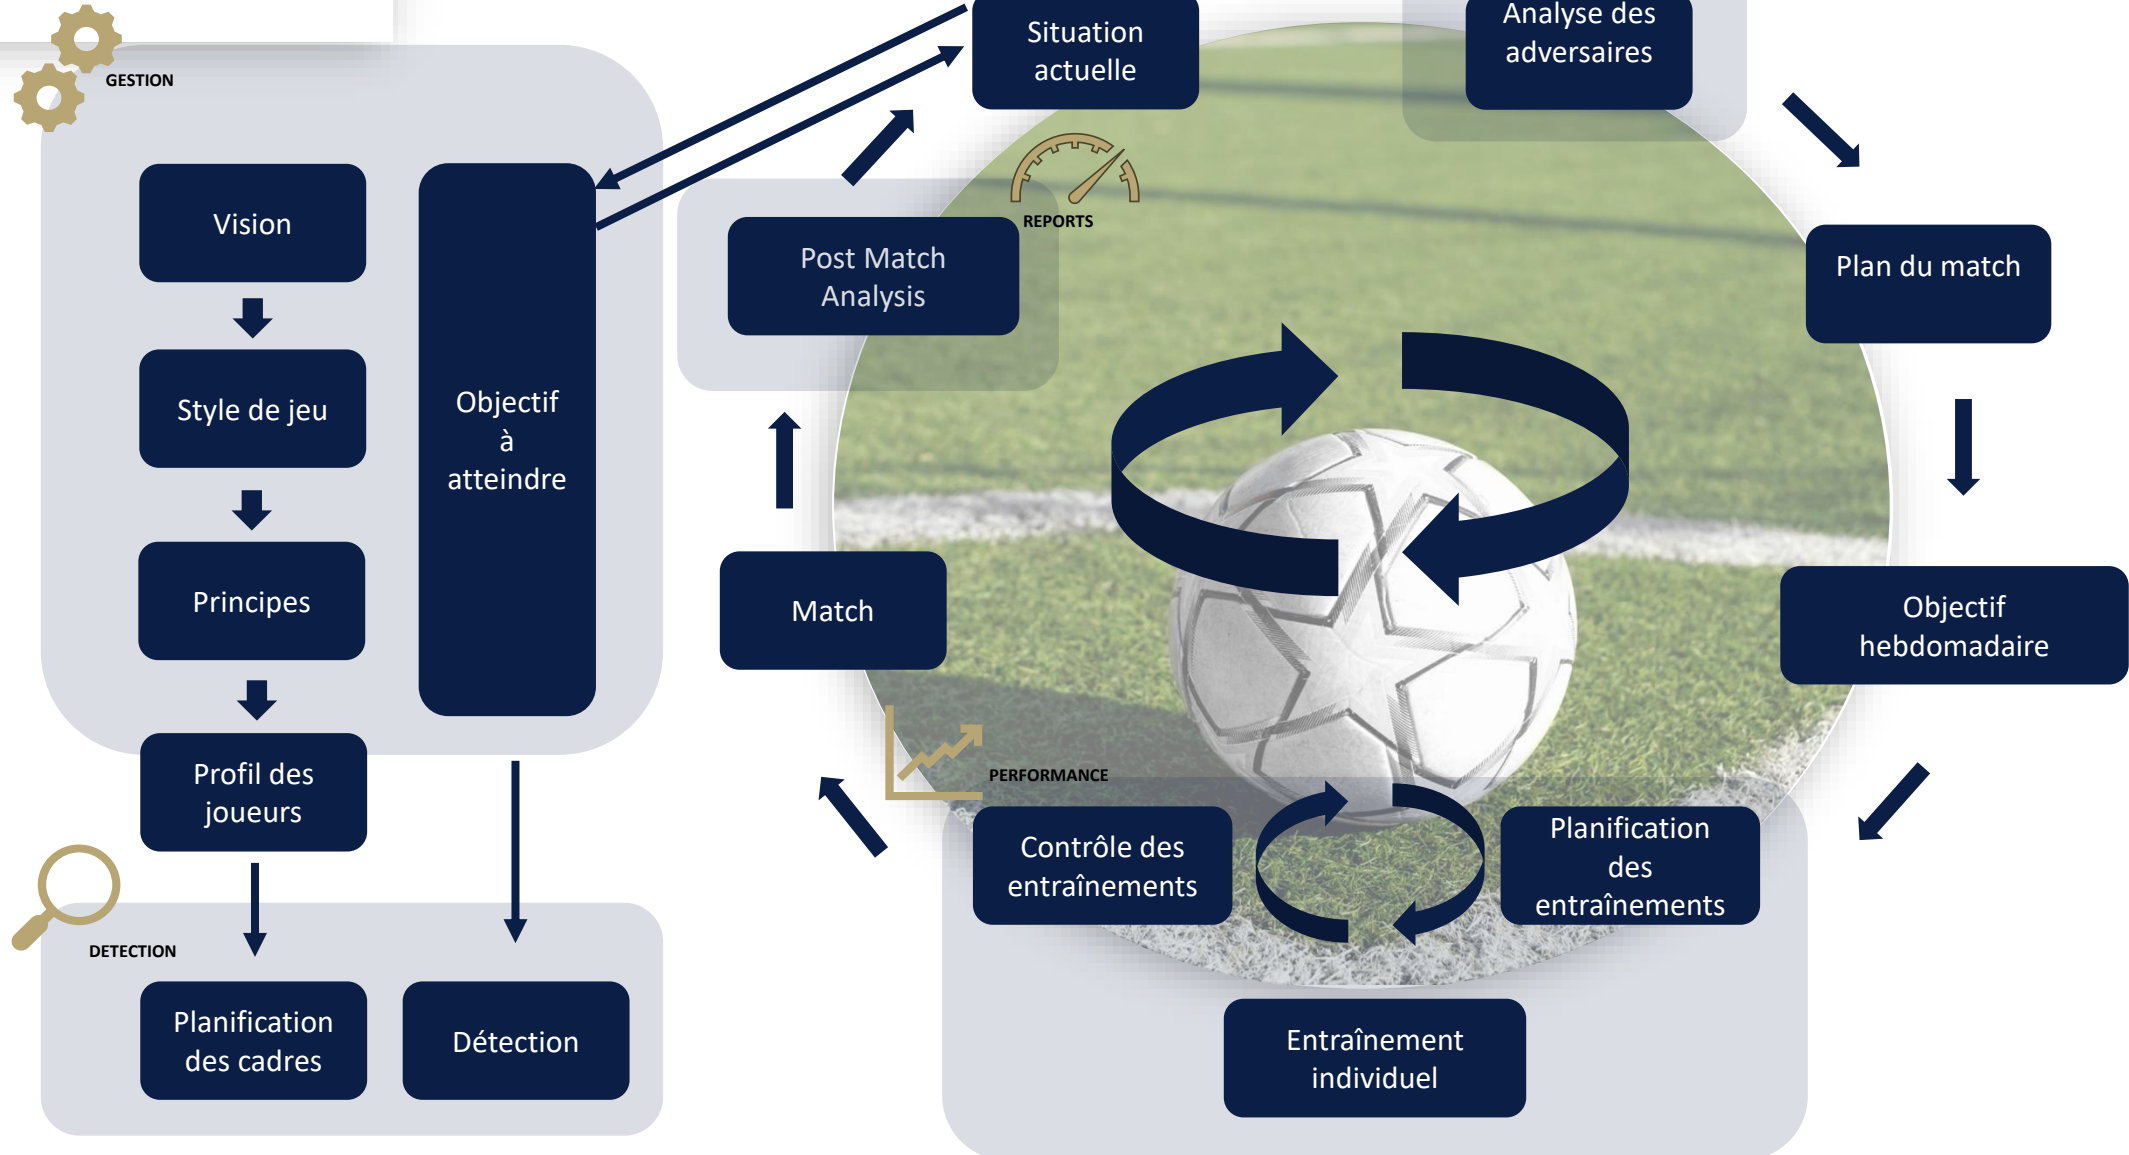 GESTION
Vision
Style de jeu
Principes
Profil des
joueurs
Objectif
à
atteindre
DETECTION
Planification
des cadres
Détection
Situation
actuelle
Analyse des
adversaires
REPORTS
Post Match
Analysis
Plan du match
Match
Objectif
hebdomadaire
PERFORMANCE
Contrôle des
entraînements
Planification
des
entraînements
Entraînement
individuel